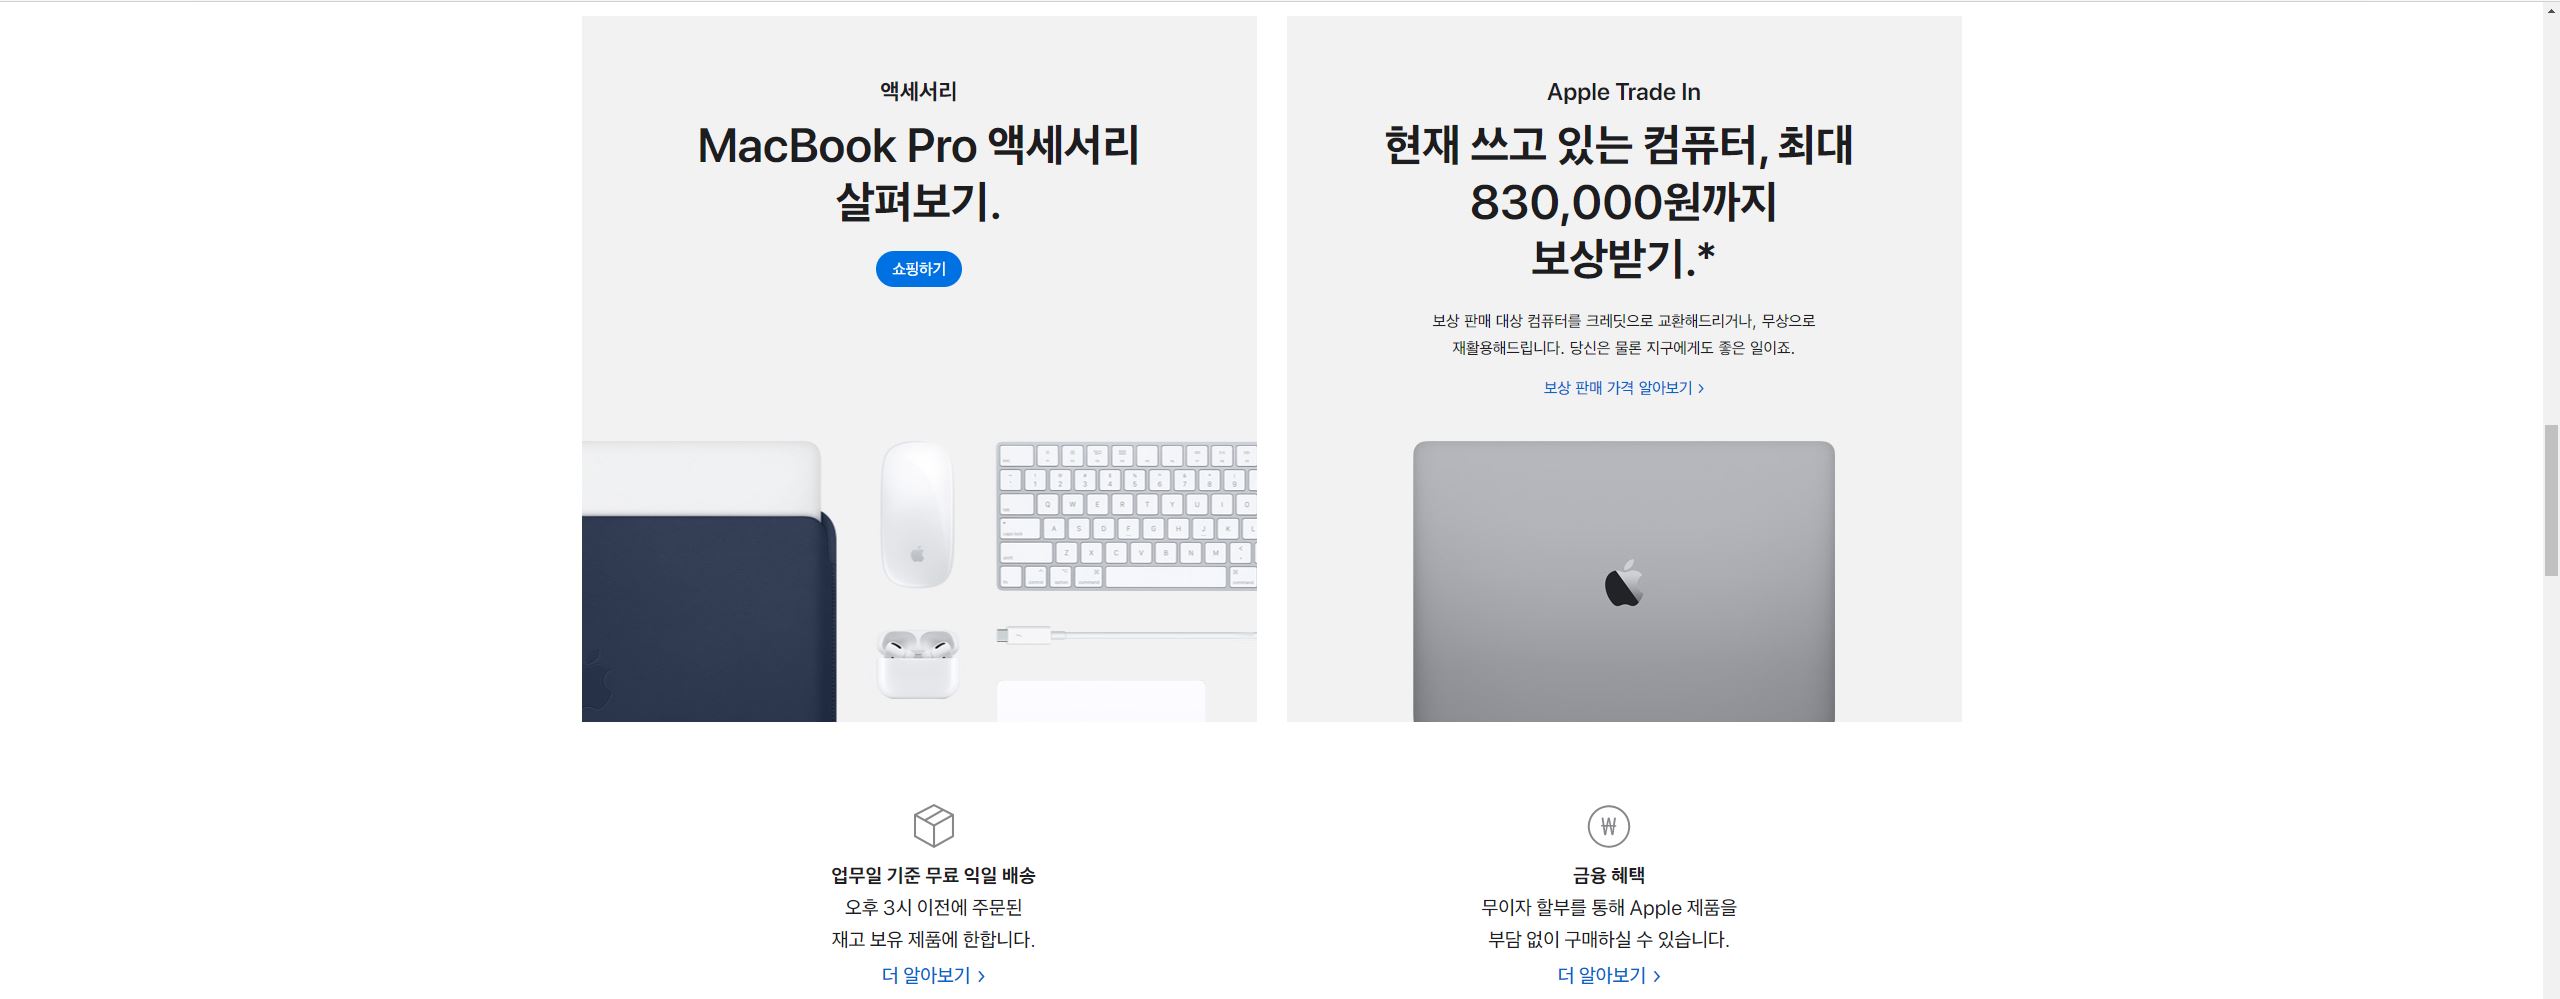 액세서리
MacBook Pro 액세서리
살펴보기.
쇼핑하기
Apple Trade In
현재 쓰고 있는 컴퓨터, 최대
830,000원까지
보상받기.*
보상 판매 대상 컴퓨터를 크레딧으로 교환해드리거나, 무상으로
재활용해드립니다. 당신은 물론 지구에게도 좋은 일이죠.
보상 판매 가격 알아보기 >
업무일 기준 무료 익일 배송
오후 3시 이전에 주문된
재고 보유 제품에 한합니다.
더 알아보기 >
금융 혜택
무이자 할부를 통해 Apple 제품을
부담 없이 구매하실 수 있습니다.
더 알아보기 >